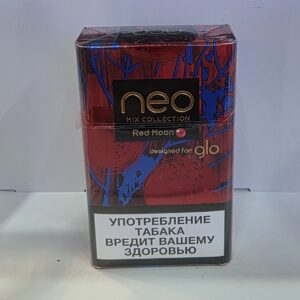 neo
MIX COLLECTION
Red Moon
designed for glo
УПОТРЕБЛЕНИЕ
ТАБАКА
ВРЕДИТ ВАШЕМУ
ЗДОРОВЬЮ